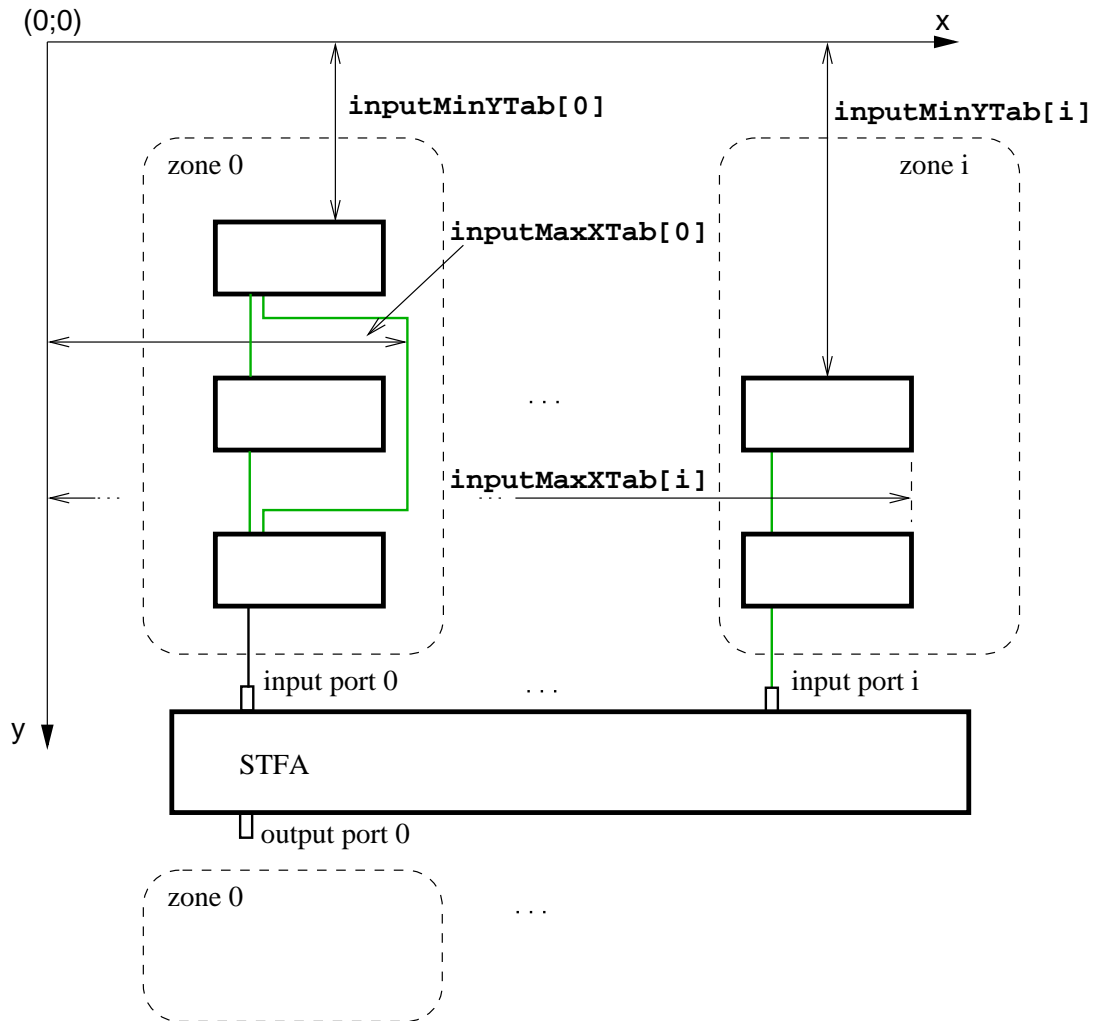 (0;0)
x
inputMinYTab[0]
inputMinYTab[i]
zone 0
zone i
inputMaxXTab[0]
. . .
inputMaxXTab[i]
. . .
. . .
input port 0
. . .
input port i
y
STFA
output port 0
zone 0
. . .